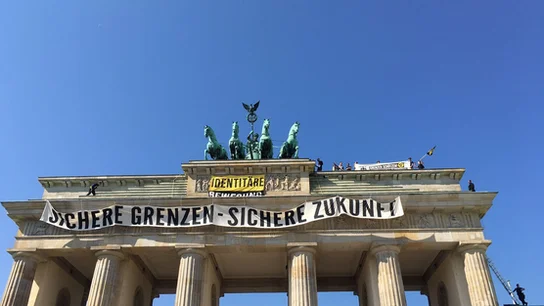 IDENTITÄRE
BEWEGUNG
SICHERE GRENZEN - SICHERE ZUKUNFT